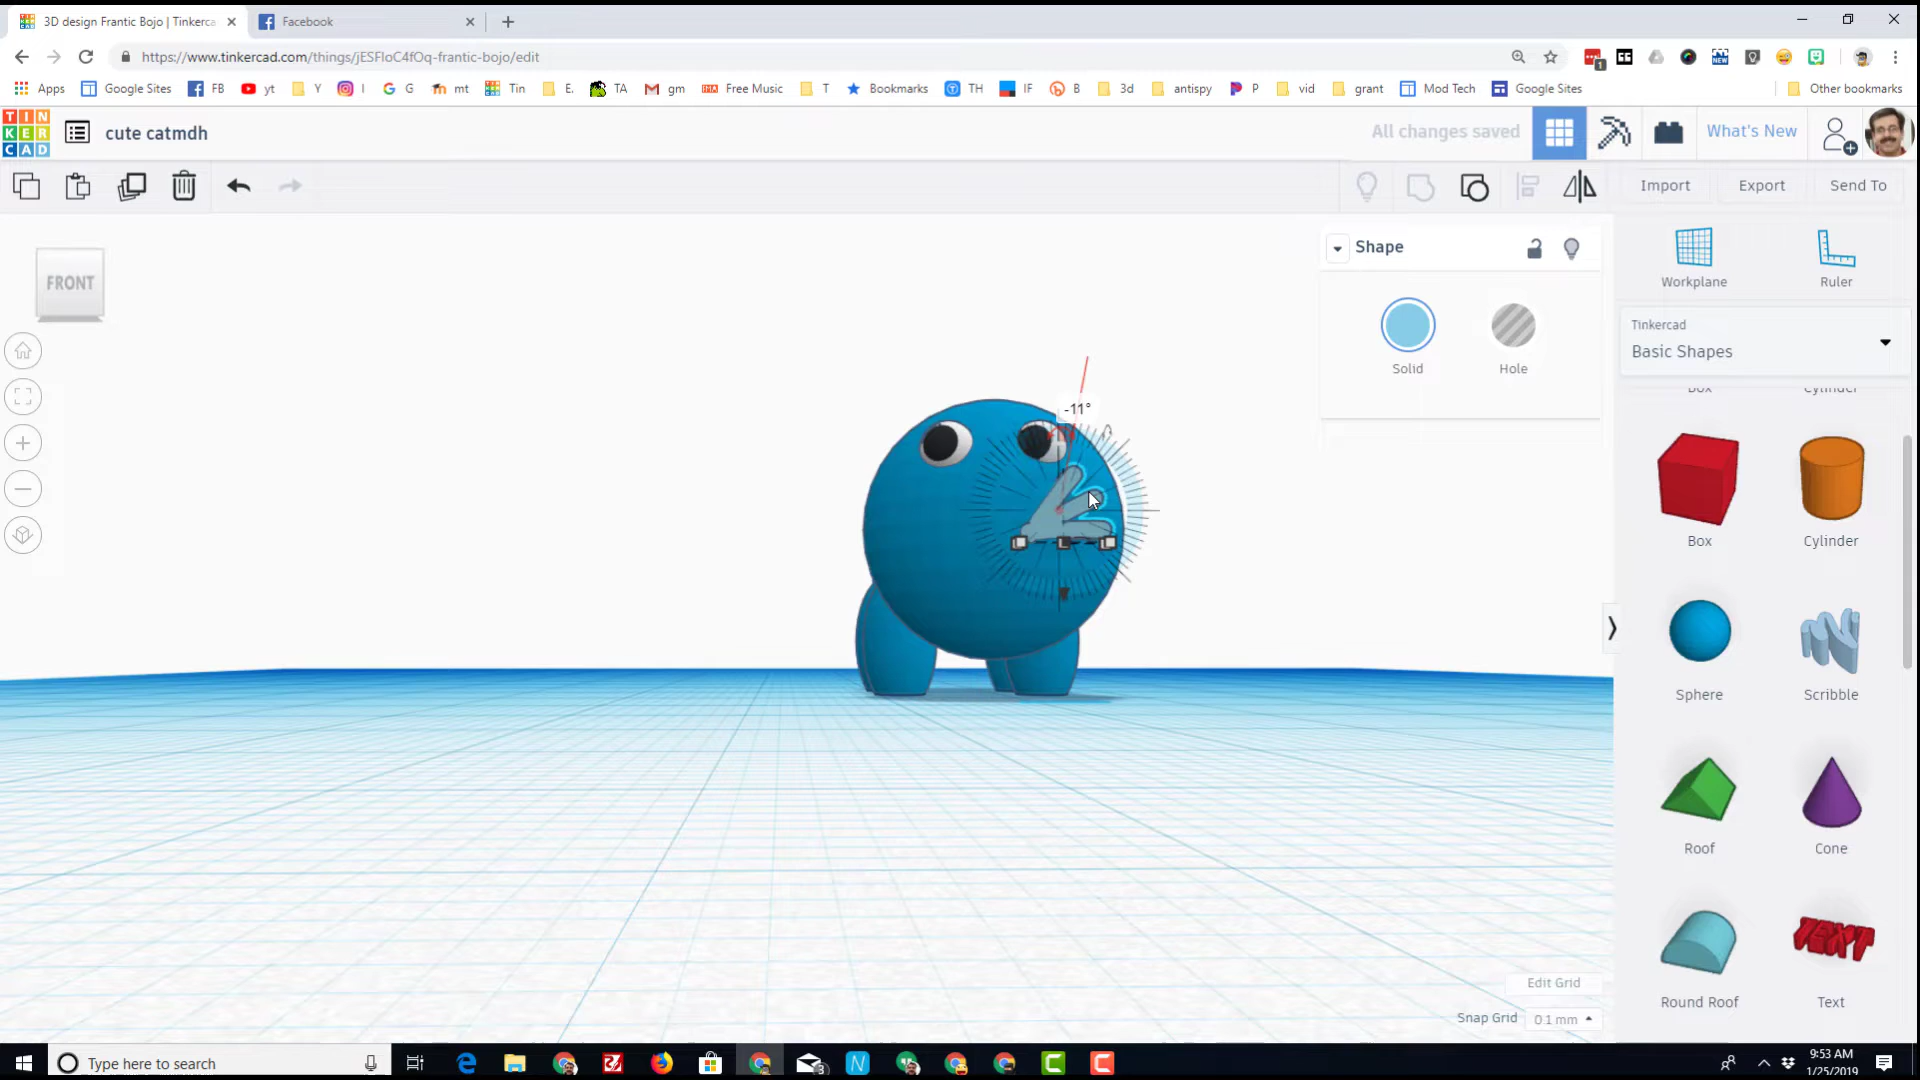 3D design Frantic Bojo | Tinkerca
Facebook
https://www.tinkercad.com/things/jESFIoC4fOq-frantic-bojo/edit
Apps Google Sites FB yt Y I G mt Tin E. TA gm Free Music T Bookmarks TH IF B 3d antispy P vid grant Mod Tech Google Sites Other bookmarks
TIN
KER
CAD
cute catmdh
All changes saved
What's New
Import Export Send To
FRONT
Shape
Solid Hole
Workplane Ruler
Tinkercad
Basic Shapes
Box Cylinder
Box Cylinder
Sphere Scribble
Roof Cone
TEXT
Round Roof Text
-11°
Edit Grid
Snap Grid 0.1 mm
Type here to search
9:53 AM
1/25/2019